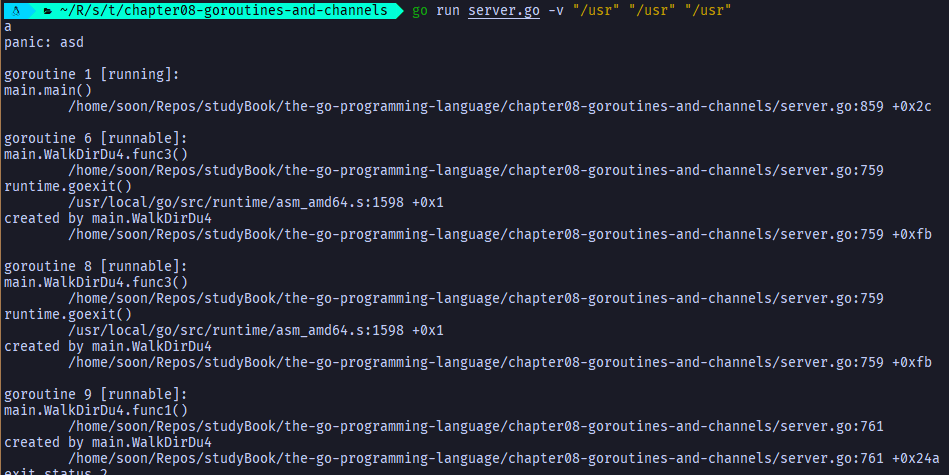 ~/R/s/t/chapter08-goroutines-and-channels go run server.go -v "/usr" "/usr" "/usr"
a
panic: asd
goroutine 1 [running]:
main.main()
/home/soon/Repos/studyBook/the-go-programming-language/chapter08-goroutines-and-channels/server.go:859 +0x2c
goroutine 6 [runnable]:
main.WalkDirDu4.func3()
/home/soon/Repos/studyBook/the-go-programming-language/chapter08-goroutines-and-channels/server.go:759
runtime.goexit()
/usr/local/go/src/runtime/asm_amd64.s:1598 +0x1
created by main.WalkDirDu4
/home/soon/Repos/studyBook/the-go-programming-language/chapter08-goroutines-and-channels/server.go:759 +0xfb
goroutine 8 [runnable]:
main.WalkDirDu4.func3()
/home/soon/Repos/studyBook/the-go-programming-language/chapter08-goroutines-and-channels/server.go:759
runtime.goexit()
/usr/local/go/src/runtime/asm_amd64.s:1598 +0x1
created by main.WalkDirDu4
/home/soon/Repos/studyBook/the-go-programming-language/chapter08-goroutines-and-channels/server.go:759 +0xfb
goroutine 9 [runnable]:
main.WalkDirDu4.func1()
/home/soon/Repos/studyBook/the-go-programming-language/chapter08-goroutines-and-channels/server.go:761
created by main.WalkDirDu4
/home/soon/Repos/studyBook/the-go-programming-language/chapter08-goroutines-and-channels/server.go:761 +0x24a
exit status 2